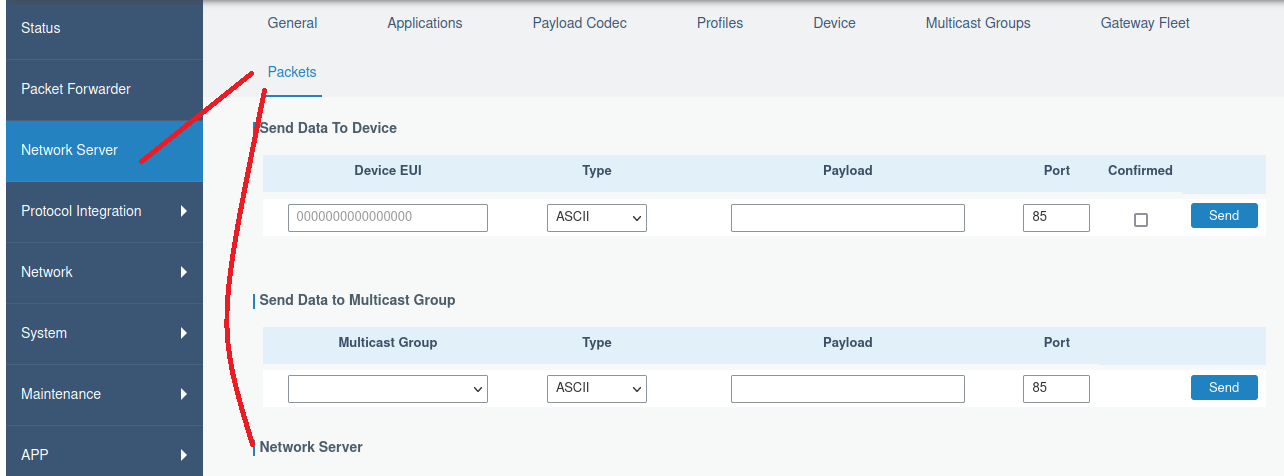 Status
Packet Forwarder
Network Server
Protocol Integration
Network
System
Maintenance
APP
General Applications Payload Codec Profiles Device Multicast Groups Gateway Fleet
Packets
Send Data To Device
Device EUI Type Payload Port Confirmed
0000000000000000 ASCII 85 Send
Send Data to Multicast Group
Multicast Group Type Payload Port
ASCII 85 Send
Network Server